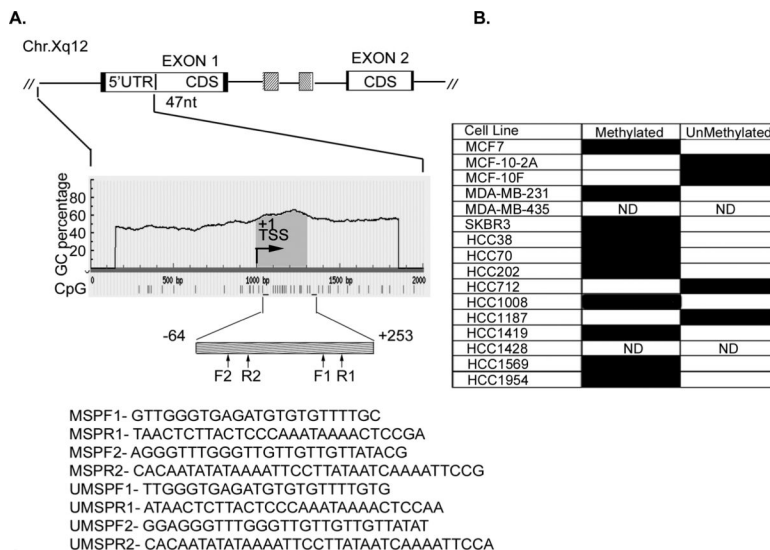 A.
Chr.Xq12
EXON 1
EXON 2
//
5'UTR
CDS
CDS
//
47nt
GC percentage
80
60
40
20
0
+1
TSS
0
500 bp
1000 bp
1500 bp
2000
CpG
-64
+253
F2 R2 F1 R1
MSPF1- GTTGGGTGAGATGTGTGTTTTGC
MSPR1- TAACTCTTACTCCCAAATAAAACTCCGA
MSPF2- AGGGTTTGGGTTGTTGTTGTTATACG
MSPR2- CACAATATATAAAATTCCTTATAATCAAAATTCCG
UMSPF1- TTGGGTGAGATGTGTGTTTTGTG
UMSPR1- ATAACTCTTACTCCCAAATAAAACTCCAA
UMSPF2- GGAGGGTTTGGGTTGTTGTTGTTATAT
UMSPR2- CACAATATATAAAATTCCTTATAATCAAAATTCCA
B.
Cell Line Methylated UnMethylated
MCF7
MCF-10-2A
MCF-10F
MDA-MB-231
MDA-MB-435 ND ND
SKBR3
HCC38
HCC70
HCC202
HCC712
HCC1008
HCC1187
HCC1419
HCC1428 ND ND
HCC1569
HCC1954